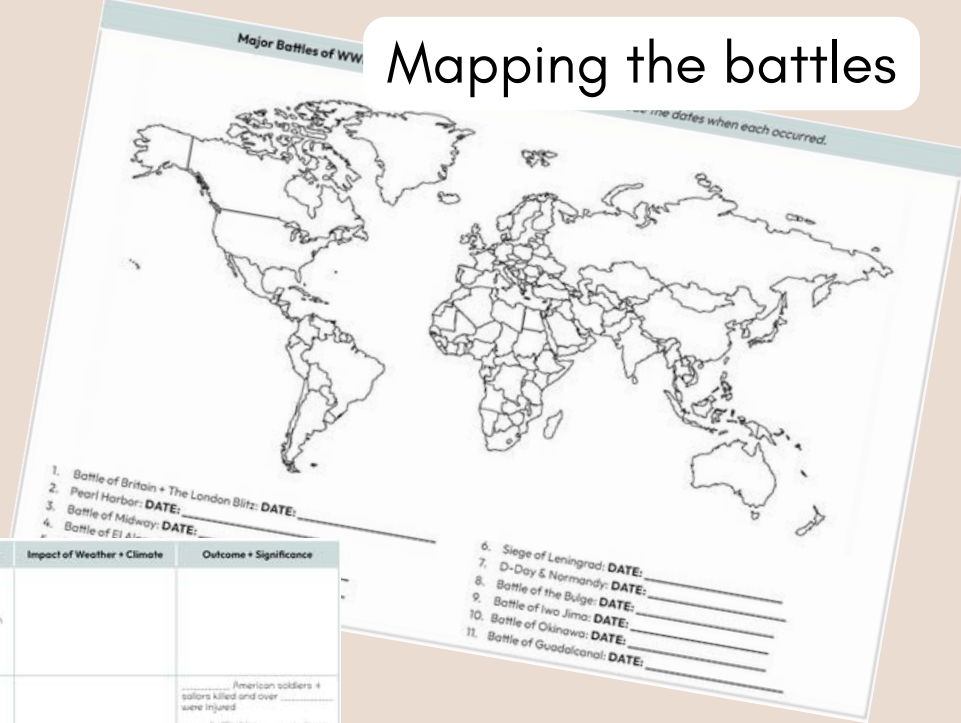 Mapping the battles
Major Battles of WW
the dates when each occurred.
1. Battle of Britain + The London Blitz: DATE:
2. Pearl Harbor: DATE:
3. Battle of Midway: DATE:
4. Battle of El
6. Siege of Leningrad: DATE:
7. D-Day & Normandy: DATE:
8. Battle of the Bulge: DATE:
9. Battle of Iwo Jima: DATE:
10. Battle of Okinawa: DATE:
11. Battle of Guadalcanal: DATE:
Impact of Weather + Climate
Outcome + Significance
American soldiers +
sailors killed and over
were injured